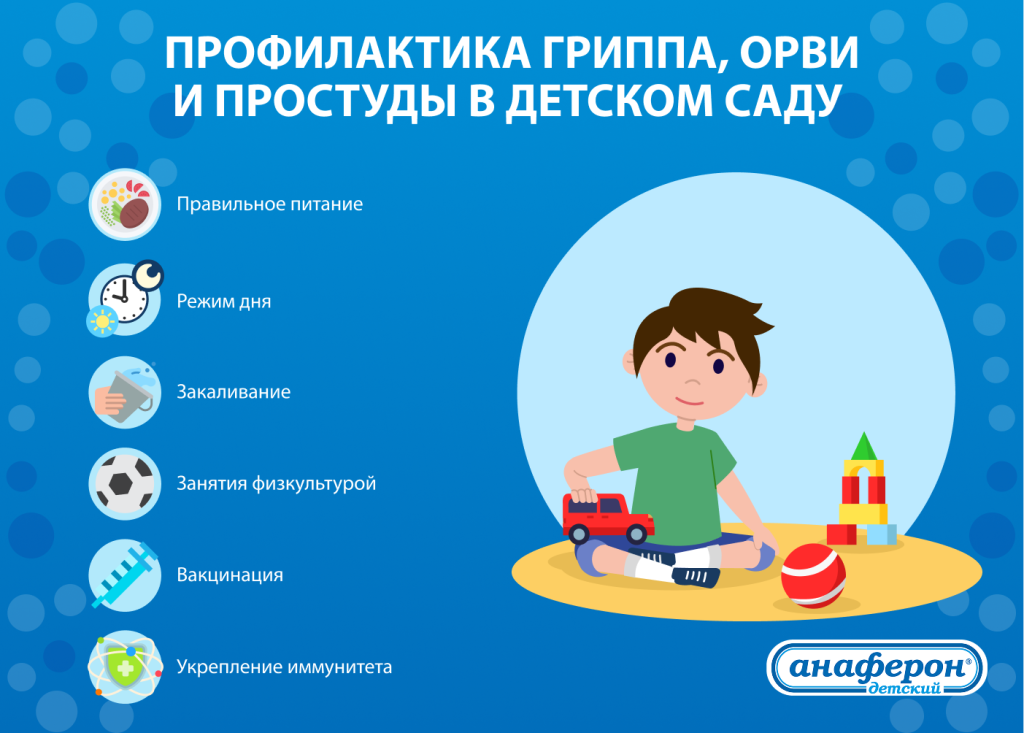 ПРОФИЛАКТИКА ГРИППА, ОРВИ
И ПРОСТУДЫ В ДЕТСКОМ САДУ
Правильное питание
Режим дня
Закаливание
Занятия физкультурой
Вакцинация
Укрепление иммунитета
анаферон®
детский